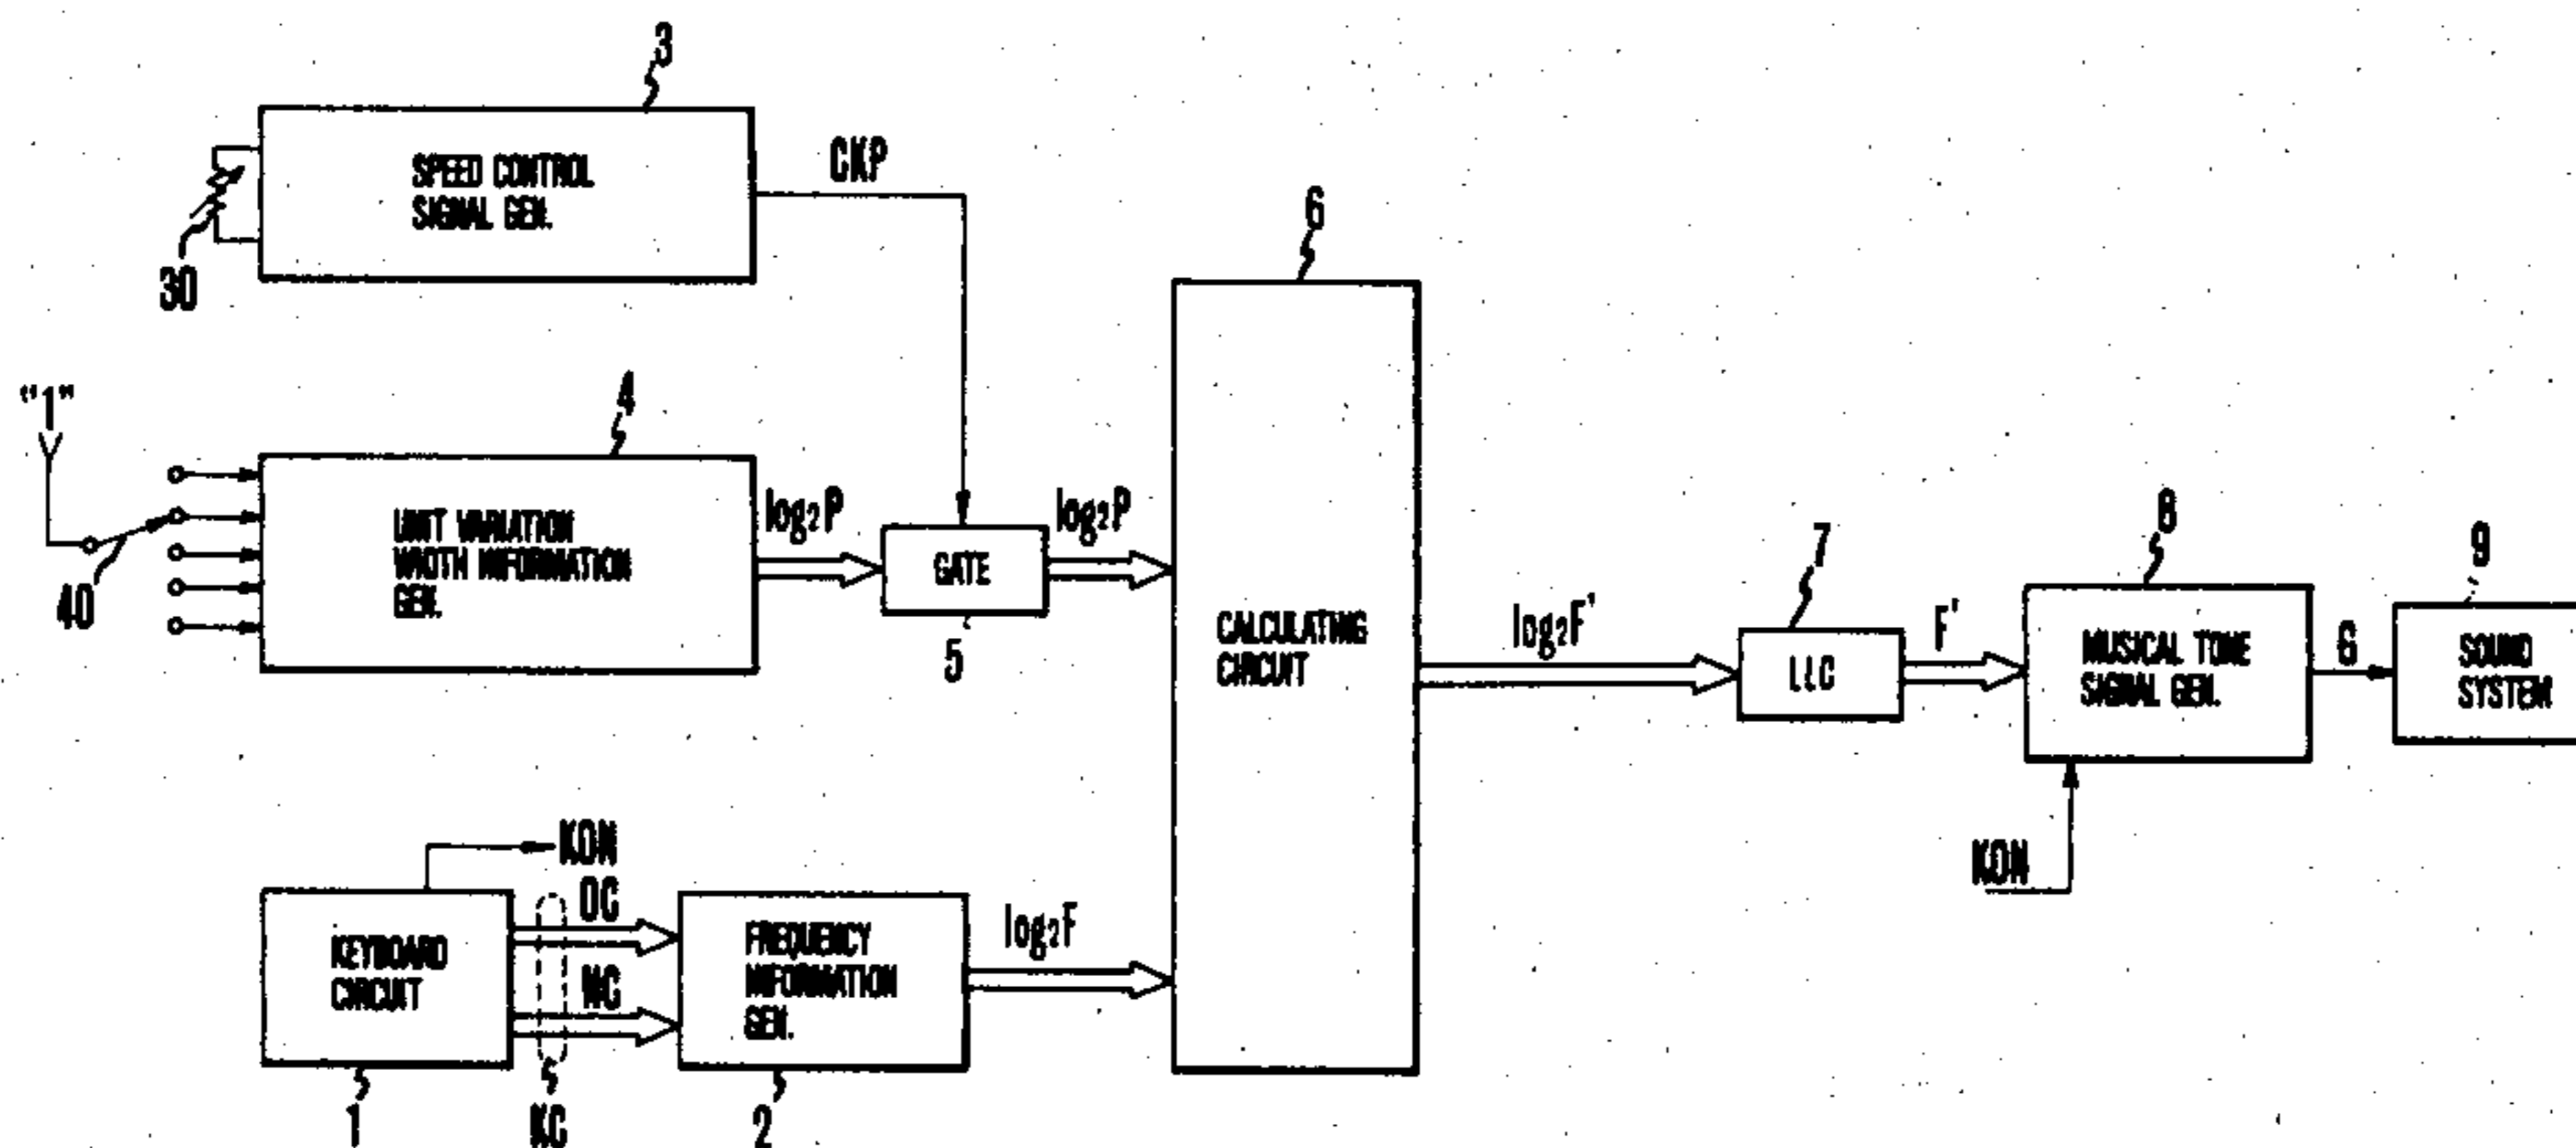 3
SPEED CONTROL
SIGNAL GEN.
CKP
30
6
"1"
4
UNIT VARIATION
WIDTH INFORMATION
GEN.
40
log₂P
GATE
log₂P
5
CALCULATING
CIRCUIT
log₂F'
7
LLC
F'
8
MUSICAL TONE
SIGNAL GEN.
G
9
SOUND
SYSTEM
KON
KON
OC
NC
KEYBOARD
CIRCUIT
FREQUENCY
INFORMATION
GEN.
log₂F
1
KC
2